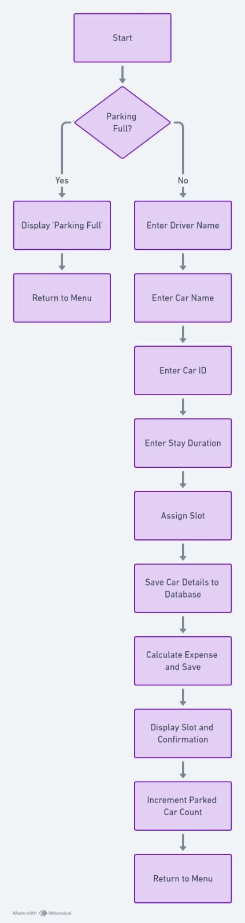 Start
Parking
Full?
Yes
No
Display 'Parking Full'
Enter Driver Name
Return to Menu
Enter Car Name
Enter Car ID
Enter Stay Duration
Assign Slot
Save Car Details to
Database
Calculate Expense
and Save
Display Slot and
Confirmation
Increment Parked
Car Count
Return to Menu
Made with Whimsical